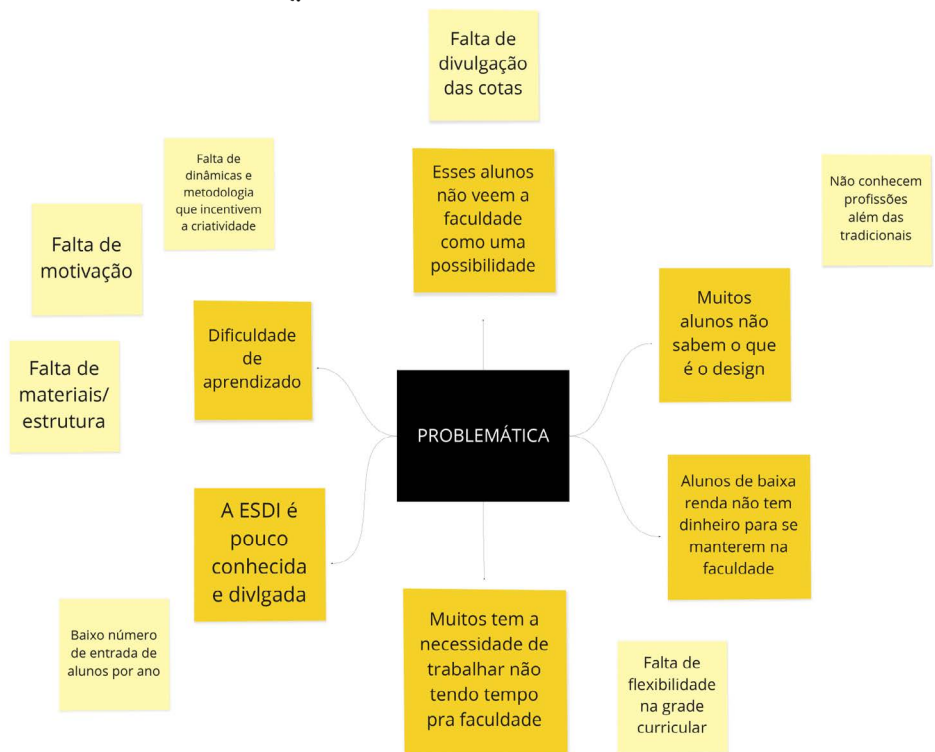 Falta de
divulgação
das cotas
Falta de
dinâmicas e
metodologia
que incentivem
a criatividade
Esses alunos
não veem a
faculdade
como uma
possibilidade
Não conhecem
profissões
além das
tradicionais
Falta de
motivação
Dificuldade
de
aprendizado
Muitos
alunos não
sabem o que
é o design
Falta de
materiais/
estrutura
PROBLEMÁTICA
A ESDI é
pouco
conhecida
e divlgada
Alunos de baixa
renda não tem
dinheiro para se
manterem na
faculdade
Baixo número
de entrada de
alunos por ano
Muitos tem a
necessidade de
trabalhar não
tendo tempo
pra faculdade
Falta de
flexibilidade
na grade
curricular